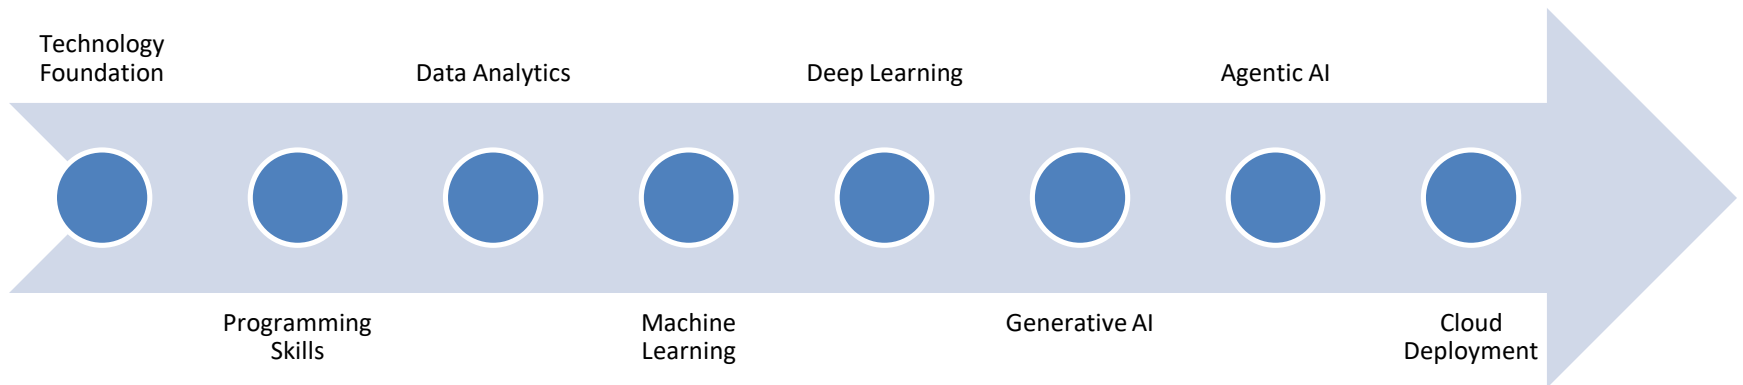 Technology
Foundation
Programming
Skills
Data Analytics
Machine
Learning
Deep Learning
Generative AI
Agentic AI
Cloud
Deployment